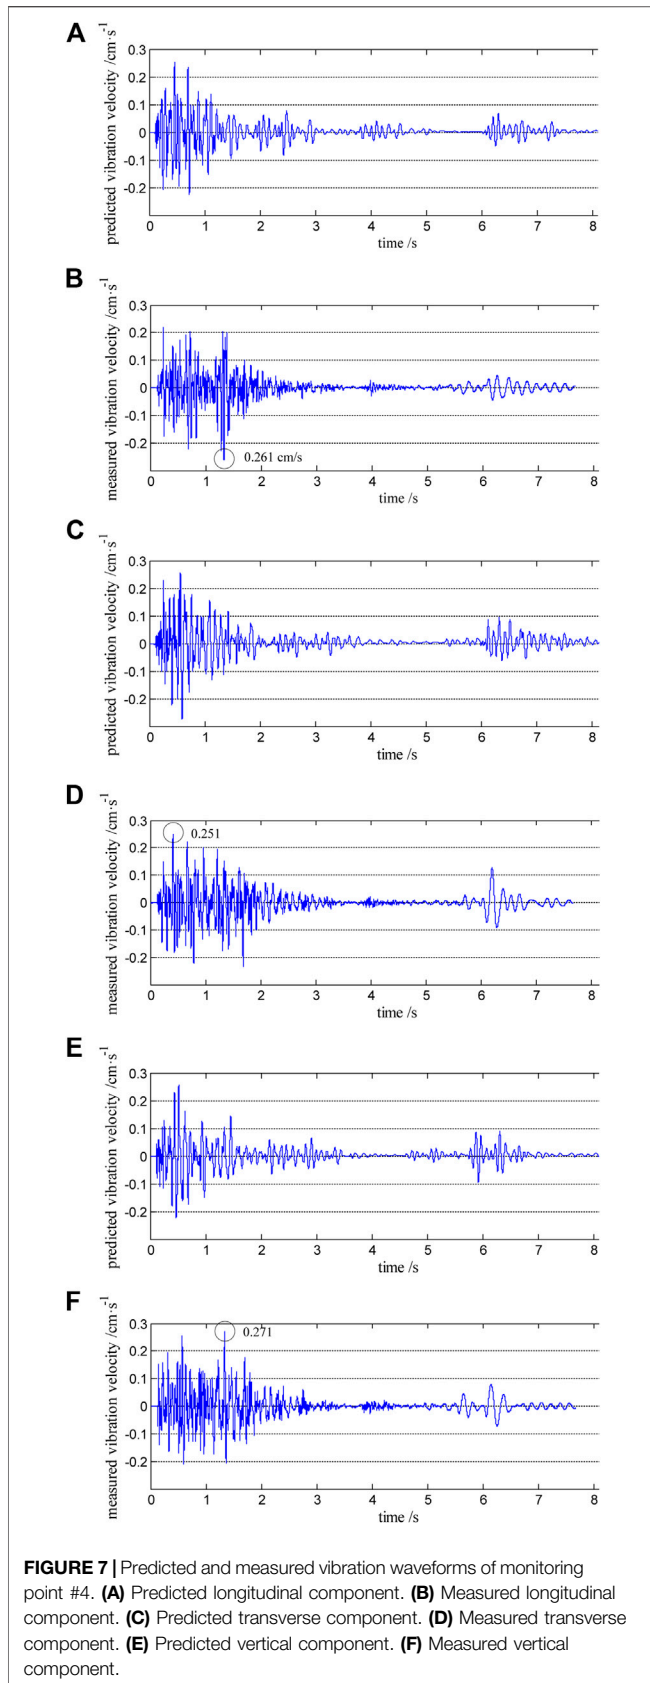 A
predicted vibration velocity /cm·s⁻¹
0.3
0.2
0.1
0
-0.1
-0.2
0 1 2 3 4 5 6 7 8
time /s
B
measured vibration velocity /cm·s⁻¹
0.3
0.2
0.1
0
-0.1
-0.2
0.261 cm/s
0 1 2 3 4 5 6 7 8
time /s
C
predicted vibration velocity /cm·s⁻¹
0.3
0.2
0.1
0
-0.1
-0.2
0 1 2 3 4 5 6 7 8
time /s
D
measured vibration velocity /cm·s⁻¹
0.3
0.251
0.2
0.1
0
-0.1
-0.2
0 1 2 3 4 5 6 7 8
time /s
E
predicted vibration velocity /cm·s⁻¹
0.3
0.2
0.1
0
-0.1
-0.2
0 1 2 3 4 5 6 7 8
time /s
F
measured vibration velocity /cm·s⁻¹
0.3
0.271
0.2
0.1
0
-0.1
-0.2
0 1 2 3 4 5 6 7 8
time /s
FIGURE 7 | Predicted and measured vibration waveforms of monitoring
point #4. (A) Predicted longitudinal component. (B) Measured longitudinal
component. (C) Predicted transverse component. (D) Measured transverse
component. (E) Predicted vertical component. (F) Measured vertical
component.